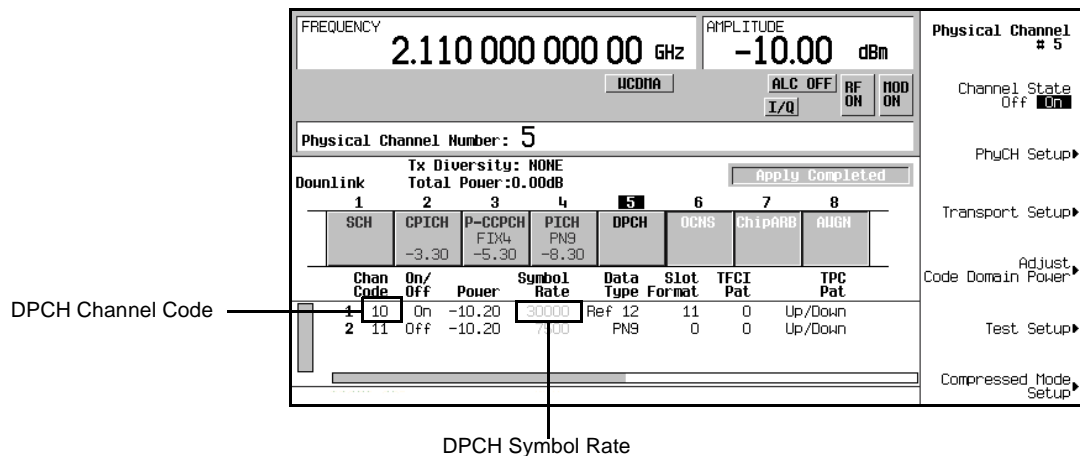 FREQUENCY
2.110 000 000 00 GHz
AMPLITUDE
-10.00 dBm
WCDMA
ALC OFF
I/Q
RF ON
MOD ON
Physical Channel Number: 5
Tx Diversity: NONE
Downlink Total Power:0.00dB
Apply Completed
1 2 3 4 5 6 7 8
SCH CPICH P-CCPCH PICH DPCH OCNS ChipARB AWGN
FIX4 PN9
-3.30 -5.30 -8.30
Chan On/ Symbol Data Slot TFCI TPC
Code Off Power Rate Type Format Pat Pat
1 10 On -10.20 30000 Ref 12 11 0 Up/Down
2 11 Off -10.20 7500 PN9 0 0 Up/Down
Physical Channel
# 5
Channel State
Off On
PhyCH Setup
Transport Setup
Adjust
Code Domain Power
Test Setup
Compressed Mode
Setup
DPCH Channel Code
DPCH Symbol Rate